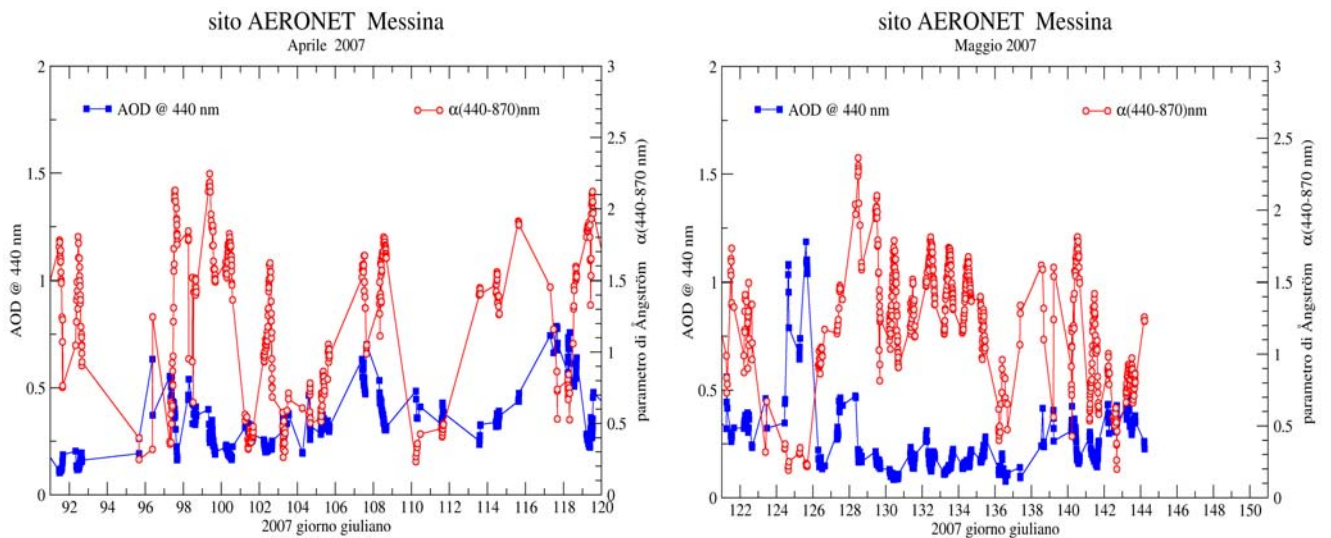 sito AERONET Messina
Aprile 2007
2
3
AOD @ 440 nm
α(440-870)nm
2.5
1.5
2
1
1.5
1
0.5
0.5
0
0
92 94 96 98 100 102 104 106 108 110 112 114 116 118 120
2007 giorno giuliano
AOD @ 440 nm
parametro di Ångström α(440-870 nm)
sito AERONET Messina
Maggio 2007
2
3
AOD @ 440 nm
α(440-870)nm
2.5
1.5
2
1
1.5
1
0.5
0.5
0
0
122 124 126 128 130 132 134 136 138 140 142 144 146 148 150
2007 giorno giuliano
AOD @ 440 nm
parametro di Ångström α(440-870 nm)